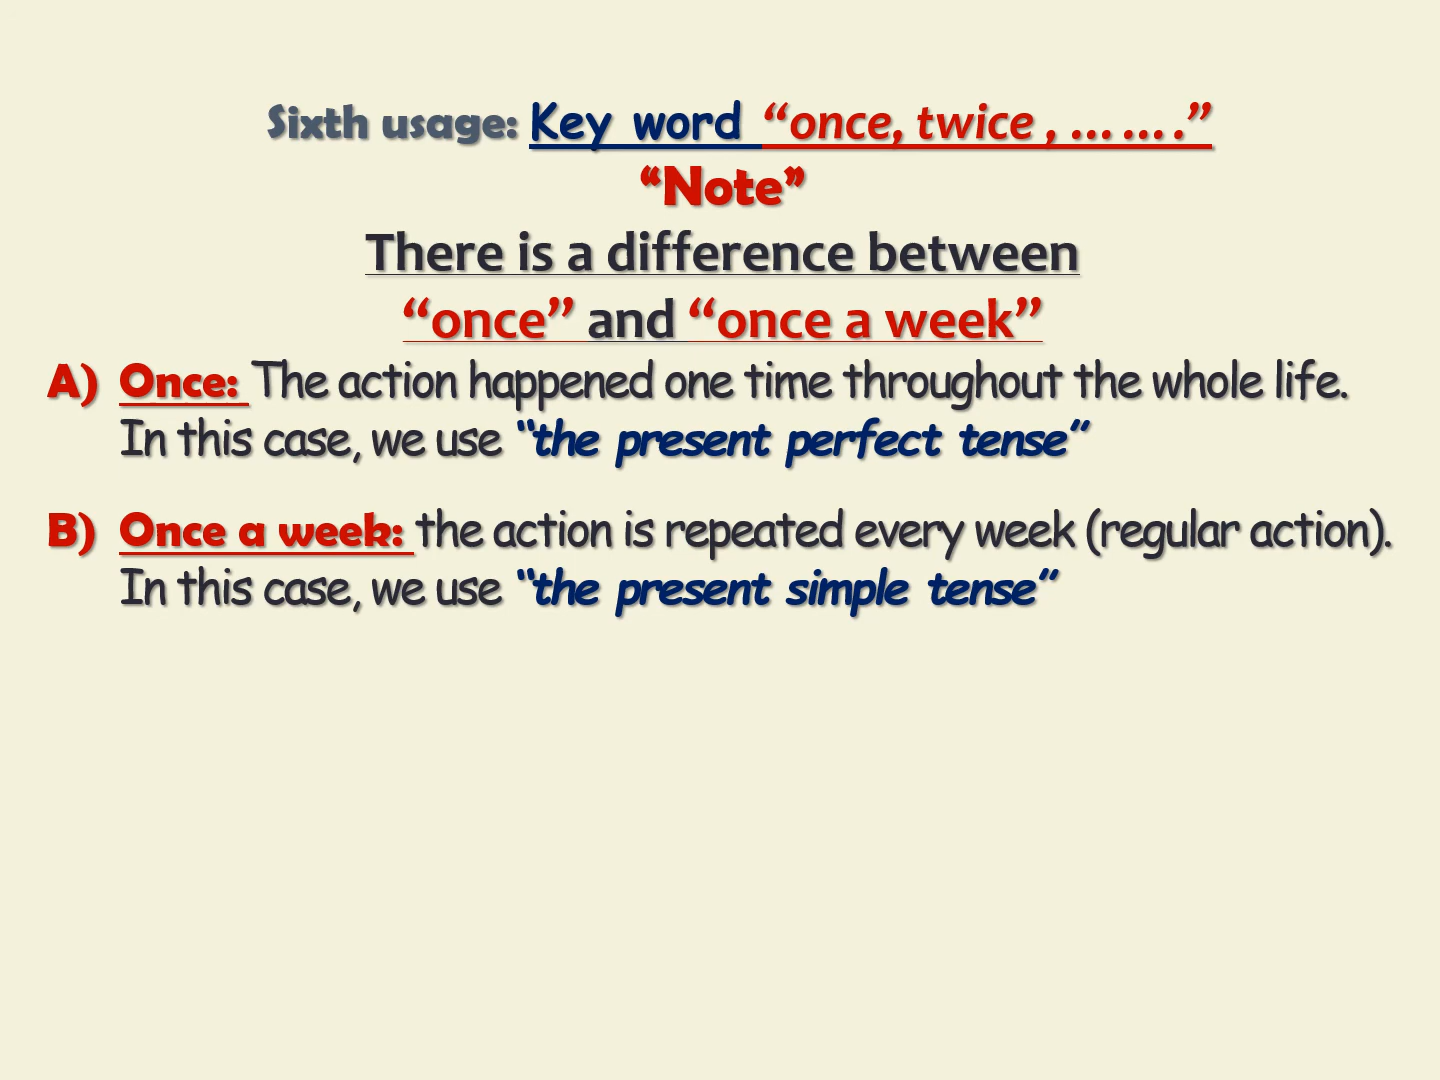 Sixth usage: Key word “once, twice , …….”
“Note”
There is a difference between
“once” and “once a week”
A) Once: The action happened one time throughout the whole life.
In this case, we use “the present perfect tense”
B) Once a week: the action is repeated every week (regular action).
In this case, we use “the present simple tense”